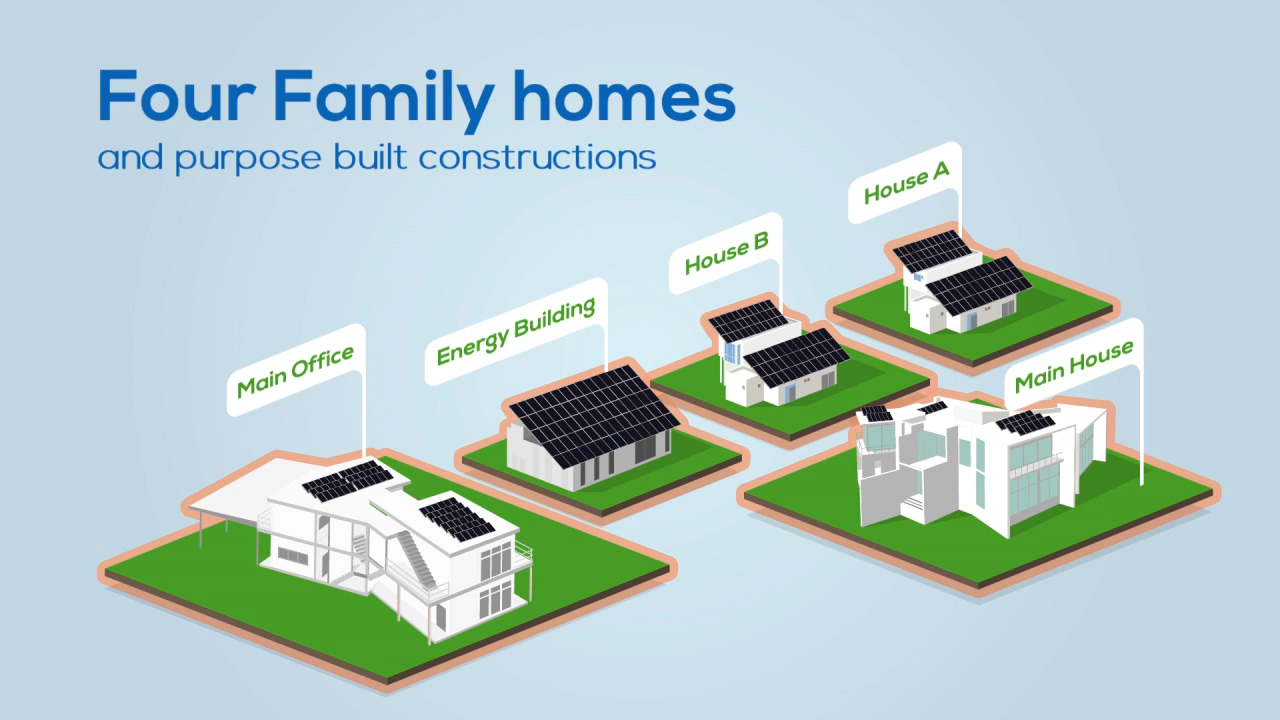 Four Family homes
and purpose built constructions
House A
House B
Energy Building
Main House
Main Office